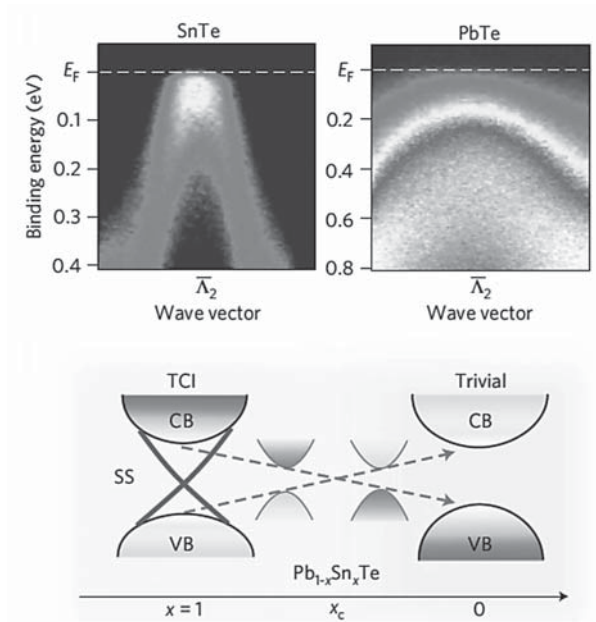 SnTe
PbTe
E_F
0.1
0.2
0.3
0.4
Binding energy (eV)
Λ̅₂
Wave vector
E_F
0.2
0.4
0.6
0.8
Λ̅₂
Wave vector
TCI
Trivial
CB
CB
SS
VB
VB
Pb₁₋ₓSnₓTe
x = 1
x_c
0